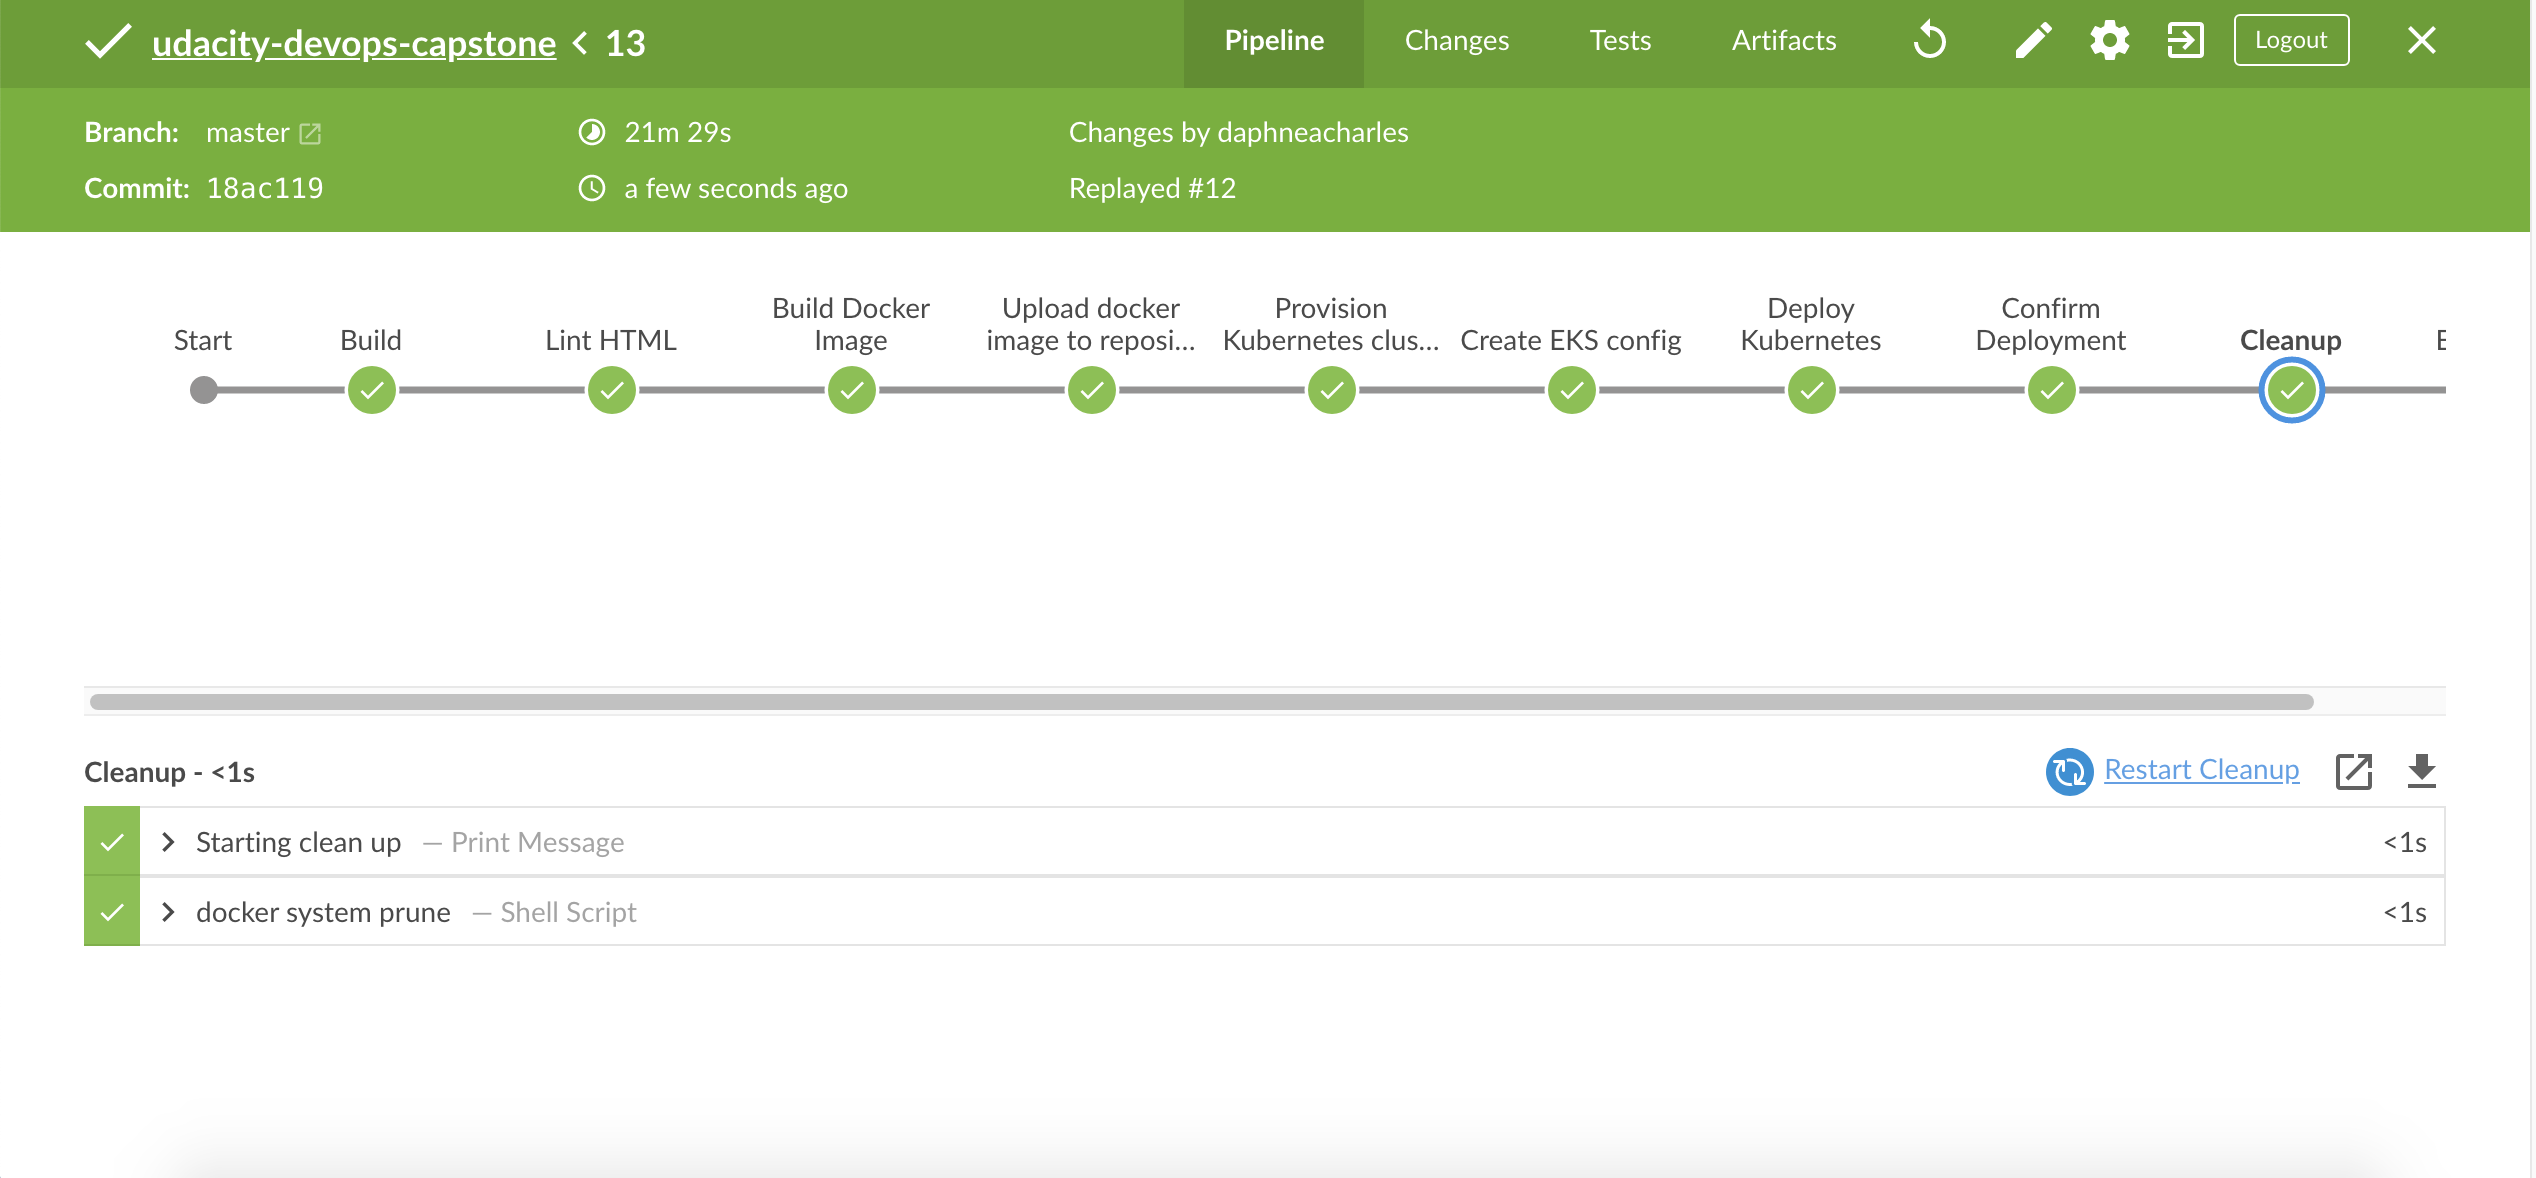 udacity-devops-capstone < 13
Pipeline Changes Tests Artifacts Logout
Branch: master 21m 29s Changes by daphneacharles
Commit: 18ac119 a few seconds ago Replayed #12
Start
Build
Lint HTML
Build Docker
Image
Upload docker
image to reposi...
Provision
Kubernetes clus...
Create EKS config
Deploy
Kubernetes
Confirm
Deployment
Cleanup
Cleanup - <1s
Restart Cleanup
Starting clean up — Print Message <1s
docker system prune — Shell Script <1s